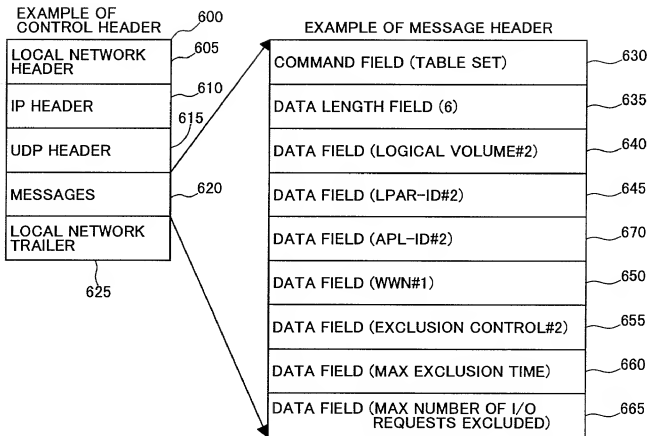 EXAMPLE OF
CONTROL HEADER
600
LOCAL NETWORK
HEADER
605
IP HEADER
610
UDP HEADER
615
MESSAGES
620
LOCAL NETWORK
TRAILER
625
EXAMPLE OF MESSAGE HEADER
COMMAND FIELD (TABLE SET)
630
DATA LENGTH FIELD (6)
635
DATA FIELD (LOGICAL VOLUME#2)
640
DATA FIELD (LPAR-ID#2)
645
DATA FIELD (APL-ID#2)
670
DATA FIELD (WWN#1)
650
DATA FIELD (EXCLUSION CONTROL#2)
655
DATA FIELD (MAX EXCLUSION TIME)
660
DATA FIELD (MAX NUMBER OF I/O
REQUESTS EXCLUDED)
665